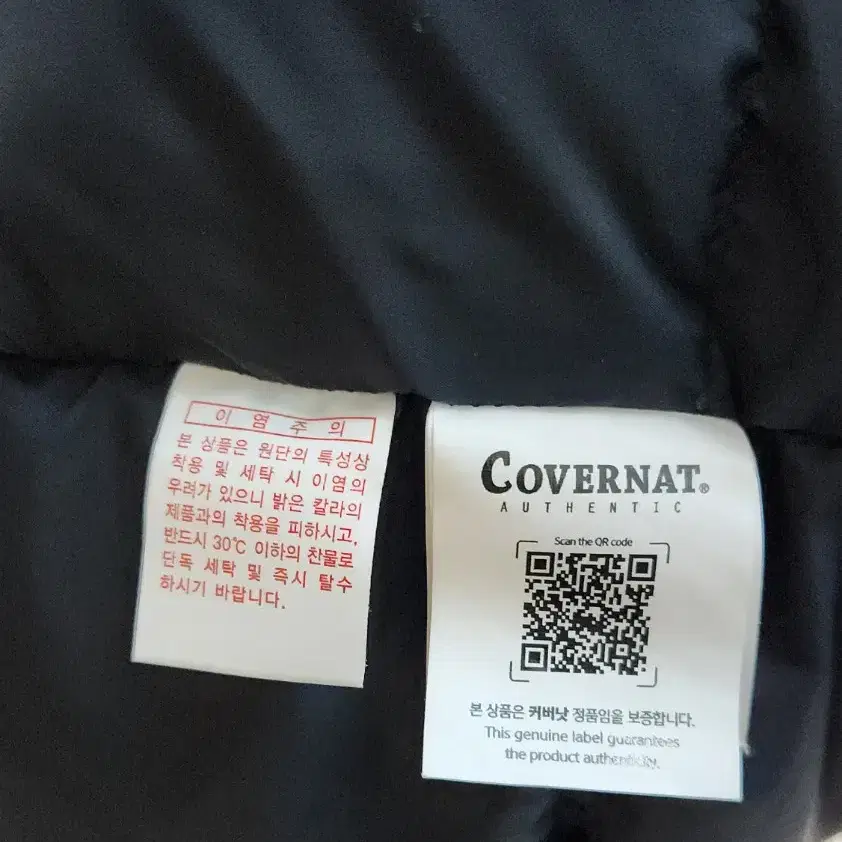 이염주의
본 상품은 원단의 특성상
착용 및 세탁 시 이염의
우려가 있으니 밝은 칼라의
제품과의 착용을 피하시고,
반드시 30℃ 이하의 찬물로
단독 세탁 및 즉시 탈수
하시기 바랍니다.
COVERNAT®
AUTHENTIC
Scan the QR code
본 상품은 커버낫 정품임을 보증합니다.
This genuine label guarantees
the product authenticity.